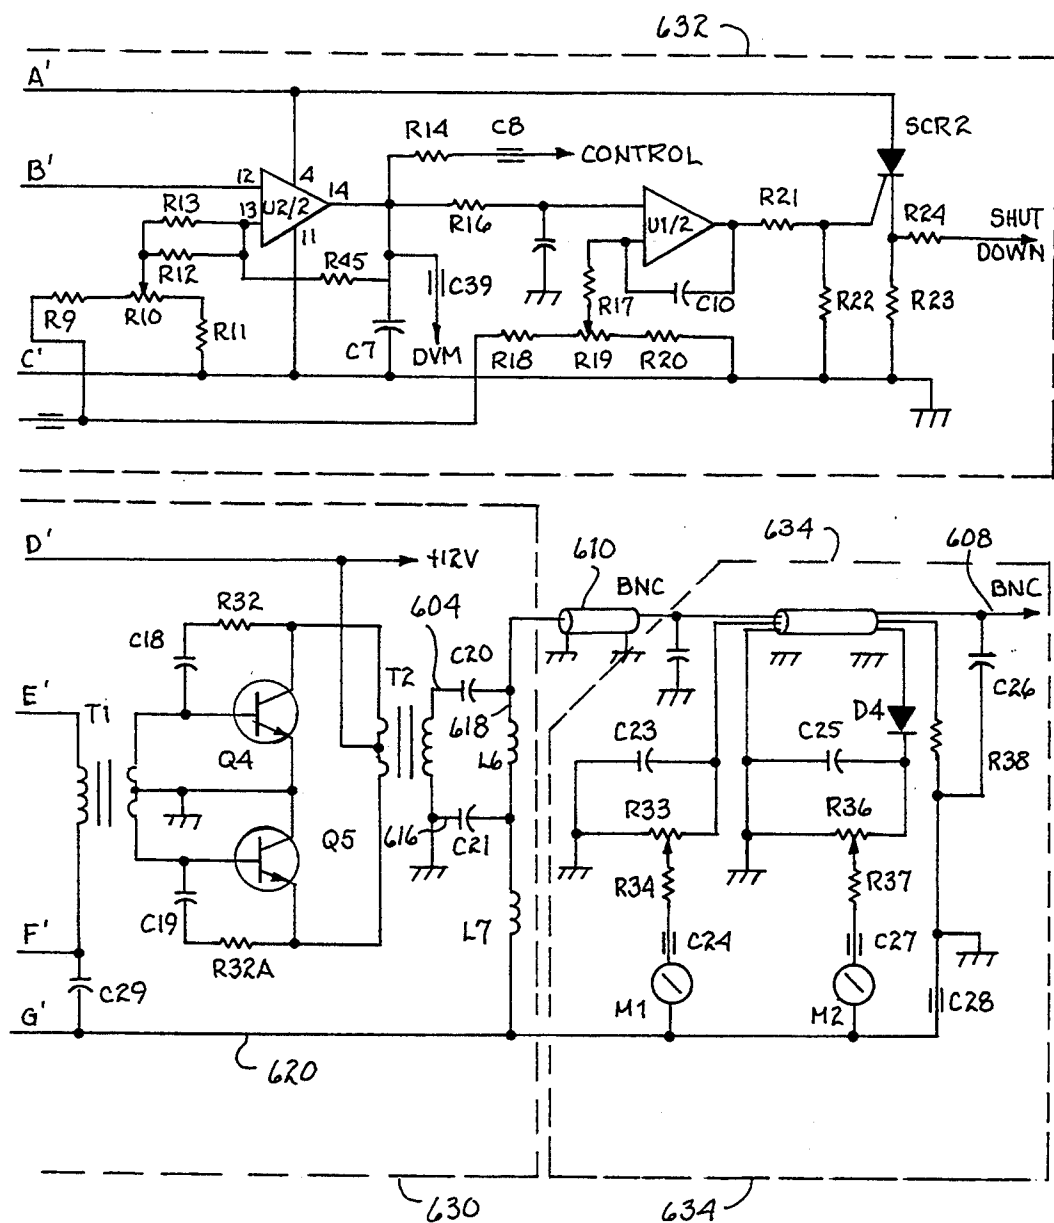 632
A'
SCR2
R14
C8
CONTROL
B'
12
4
14
R13
13
U2/2
R16
U1/2
R21
R24
SHUT
DOWN
11
R12
R45
C39
R17
C10
R22
R23
R9
R10
R11
C7
DVM
R18
R19
R20
C'
D'
+12V
610
BNC
634
608
BNC
R32
604
C18
C20
T2
C26
E'
T1
618
D4
Q4
L6
C23
C25
R38
R33
R36
Q5
616
C21
R34
R37
C19
L7
C24
C27
F'
R32A
C29
M1
M2
C28
G'
620
630
634